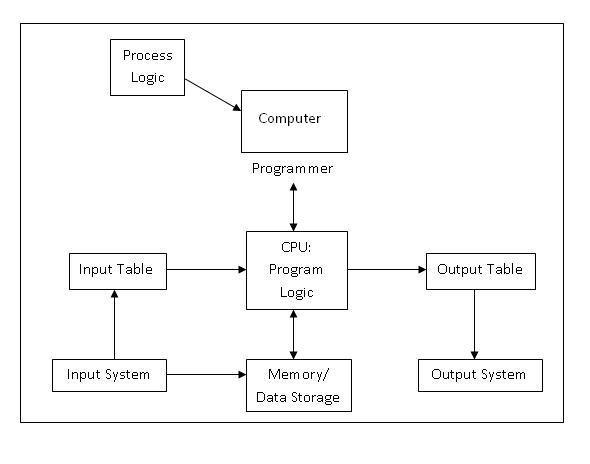 Process
Logic
Computer
Programmer
CPU:
Program
Logic
Input Table
Output Table
Input System
Memory/
Data Storage
Output System